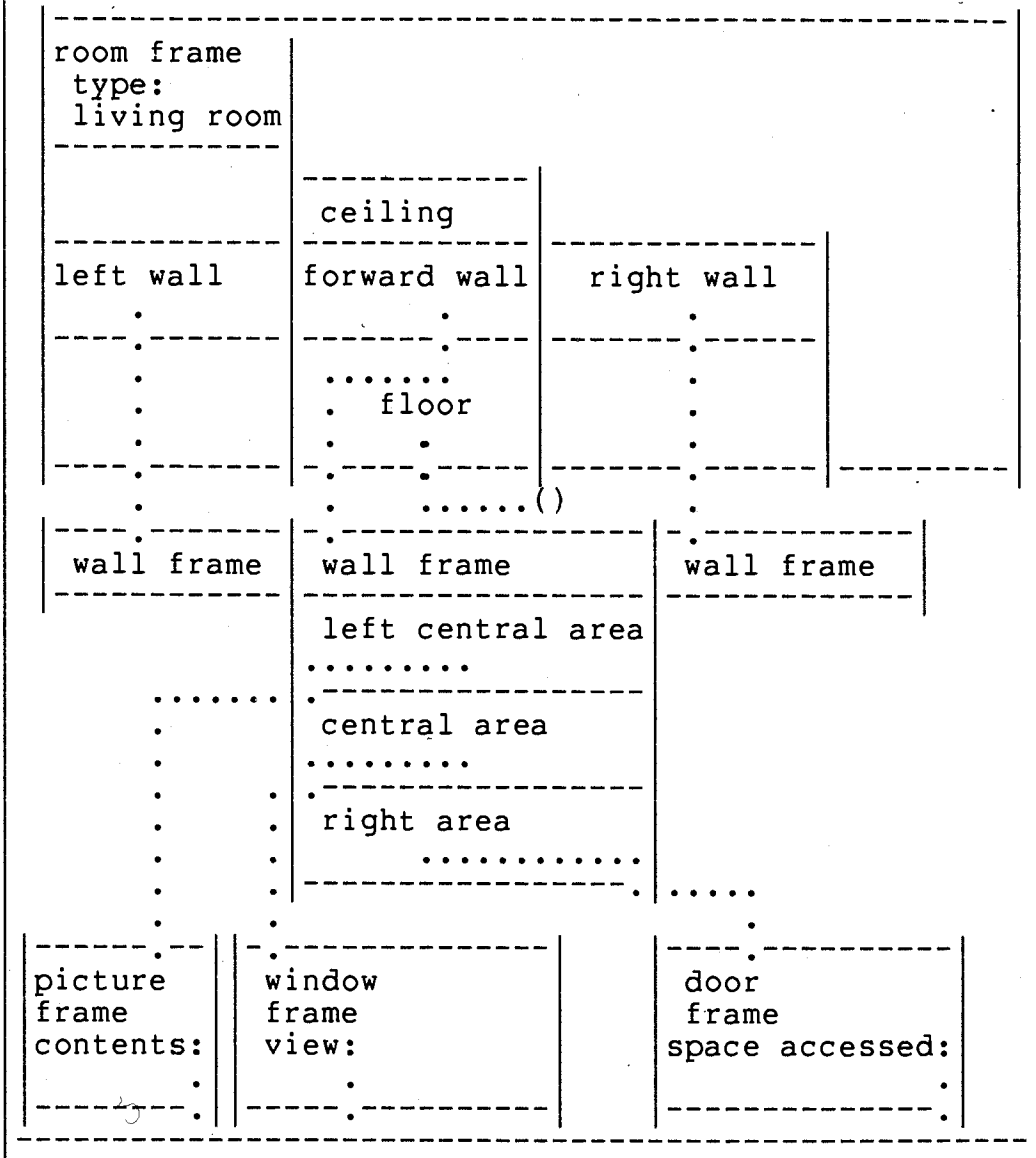 room frame
type:
living room
ceiling
left wall forward wall right wall
floor
()
wall frame wall frame wall frame
left central area
central area
right area
picture window door
frame frame frame
contents: view: space accessed: